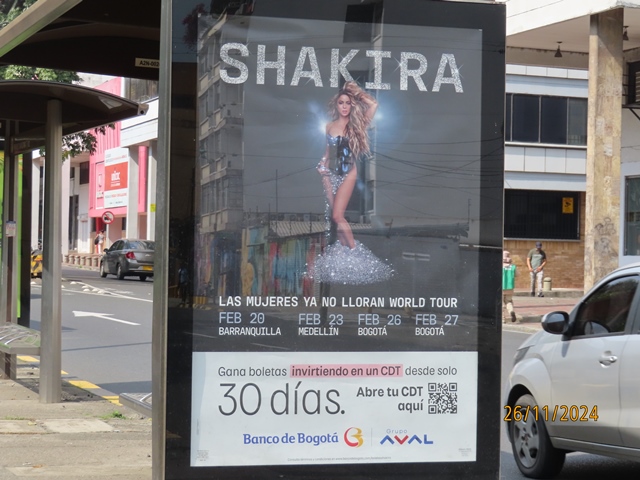 SHAKIRA
LAS MUJERES YA NO LLORAN WORLD TOUR
FEB 20 FEB 23 FEB 26 FEB 27
BARRANQUILLA MEDELLÍN BOGOTÁ BOGOTÁ
Gana boletas invirtiendo en un CDT desde solo
30 días.
Abre tu CDT
aquí
Banco de Bogotá
Grupo
AVAL
26/11/2024